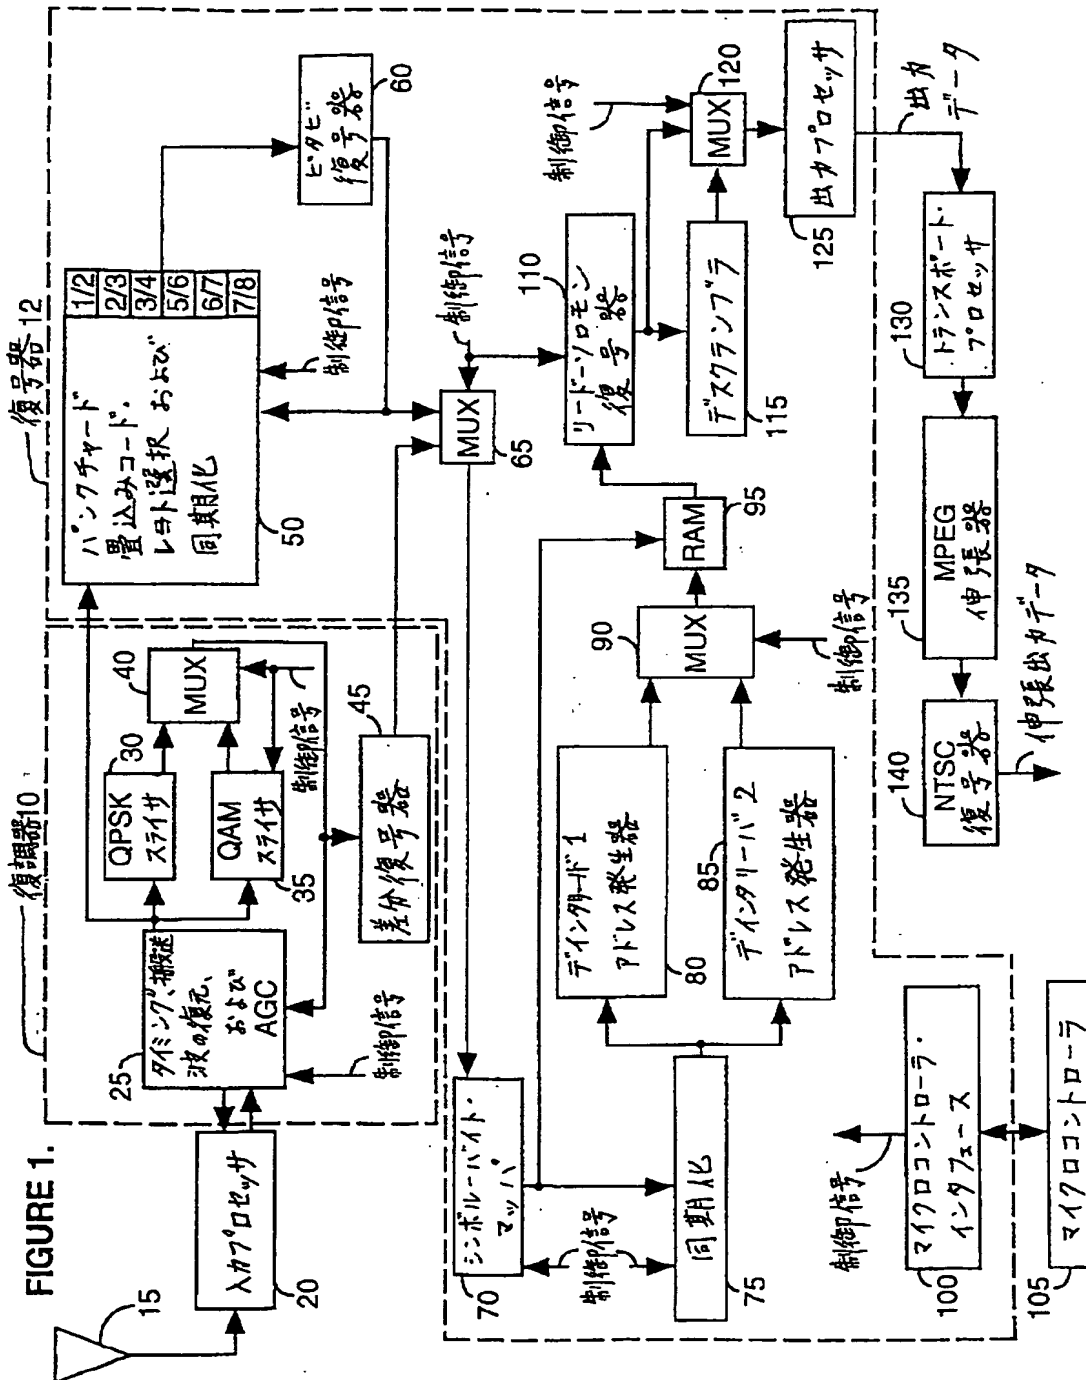 FIGURE 1.
15
入力プロセッサ
20
復調器10
25
タイミング、搬送
波の復元、
および
AGC
制御信号
QPSK
スライサ
30
QAM
スライサ
35
40
MUX
制御信号
45
差分復号器
復号器12
パンクチャード
畳込みコード.
レート選択 および
同期化
50
1/2
2/3
3/4
5/6
6/7
7/8
制御信号
ビタビ
復号器
60
制御信号
MUX
65
シンボルーバイト・
マッパ
70
制御信号
同期化
75
デインタリーバ1
アドレス発生器
80
デインタリーバ2
アドレス発生器
85
90
MUX
制御信号
RAM
95
リードーソロモン
復号器
110
デスクランブラ
115
制御信号
MUX
120
出力プロセッサ
125
出力
データ
トランスポート・
プロセッサ
130
MPEG
伸張器
135
NTSC
復号器
140
伸張出力データ
制御信号
マイクロコントローラ・
インタフェース
100
マイクロコントローラ
105